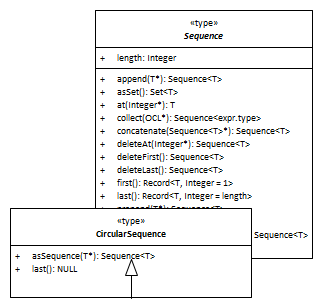 «type»
Sequence
+ length: Integer
+ append(T*): Sequence<T>
+ asSet(): Set<T>
+ at(Integer*): T
+ collect(OCL*): Sequence<expr.type>
+ concatenate(Sequence<T>*): Sequence<T>
+ deleteAt(Integer*): Sequence<T>
+ deleteFirst(): Sequence<T>
+ deleteLast(): Sequence<T>
+ first(): Record<T, Integer = 1>
+ last(): Record<T, Integer = length>
Sequence<T>
«type»
CircularSequence
+ asSequence(T*): Sequence<T>
+ last(): NULL